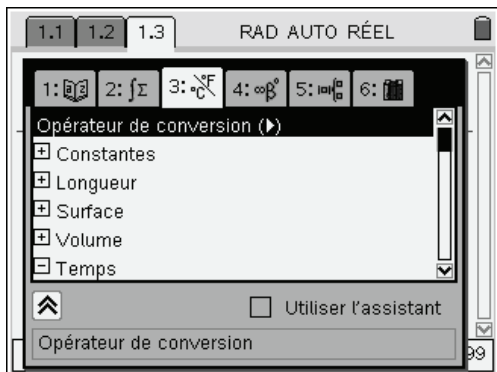 1.1 1.2 1.3 RAD AUTO RÉEL
1: 2: ∫Σ 3: °C °F 4: ∞β° 5: 6:
Opérateur de conversion (▶)
⊞ Constantes
⊞ Longueur
⊞ Surface
⊞ Volume
⊟ Temps
Utiliser l'assistant
Opérateur de conversion
99